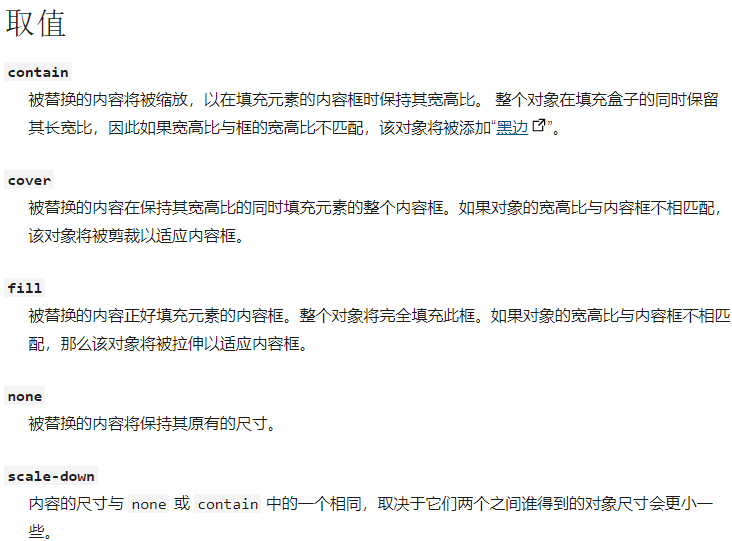 取值
contain
被替换的内容将被缩放，以在填充元素的内容框时保持其宽高比。 整个对象在填充盒子的同时保留
其长宽比，因此如果宽高比与框的宽高比不匹配，该对象将被添加“黑边”。
cover
被替换的内容在保持其宽高比的同时填充元素的整个内容框。如果对象的宽高比与内容框不相匹配，
该对象将被剪裁以适应内容框。
fill
被替换的内容正好填充元素的内容框。整个对象将完全填充此框。如果对象的宽高比与内容框不相匹
配，那么该对象将被拉伸以适应内容框。
none
被替换的内容将保持其原有的尺寸。
scale-down
内容的尺寸与 none 或 contain 中的一个相同，取决于它们两个之间谁得到的对象尺寸会更小一
些。